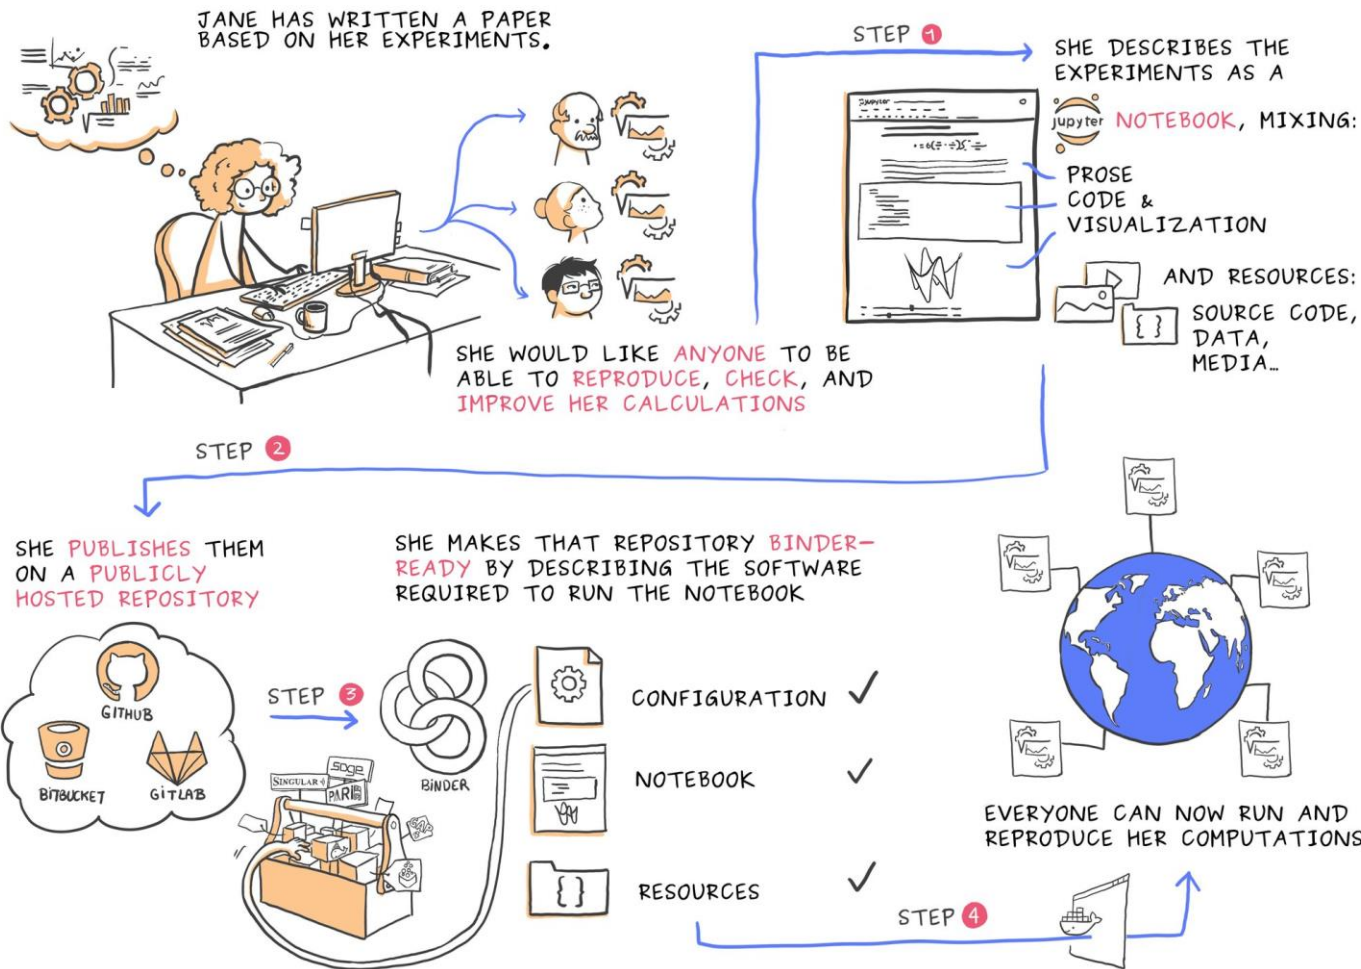 JANE HAS WRITTEN A PAPER
BASED ON HER EXPERIMENTS.
SHE WOULD LIKE ANYONE TO BE
ABLE TO REPRODUCE, CHECK, AND
IMPROVE HER CALCULATIONS
STEP 1
SHE DESCRIBES THE
EXPERIMENTS AS A
jupyter NOTEBOOK, MIXING:
Jupyter
PROSE
CODE &
VISUALIZATION
AND RESOURCES:
SOURCE CODE,
DATA,
MEDIA...
STEP 2
SHE PUBLISHES THEM
ON A PUBLICLY
HOSTED REPOSITORY
GITHUB
BITBUCKET
GITLAB
STEP 3
SHE MAKES THAT REPOSITORY BINDER-
READY BY DESCRIBING THE SOFTWARE
REQUIRED TO RUN THE NOTEBOOK
BINDER
SINGULAR
sage
PARI
GAP
CONFIGURATION
NOTEBOOK
RESOURCES
STEP 4
EVERYONE CAN NOW RUN AND
REPRODUCE HER COMPUTATIONS